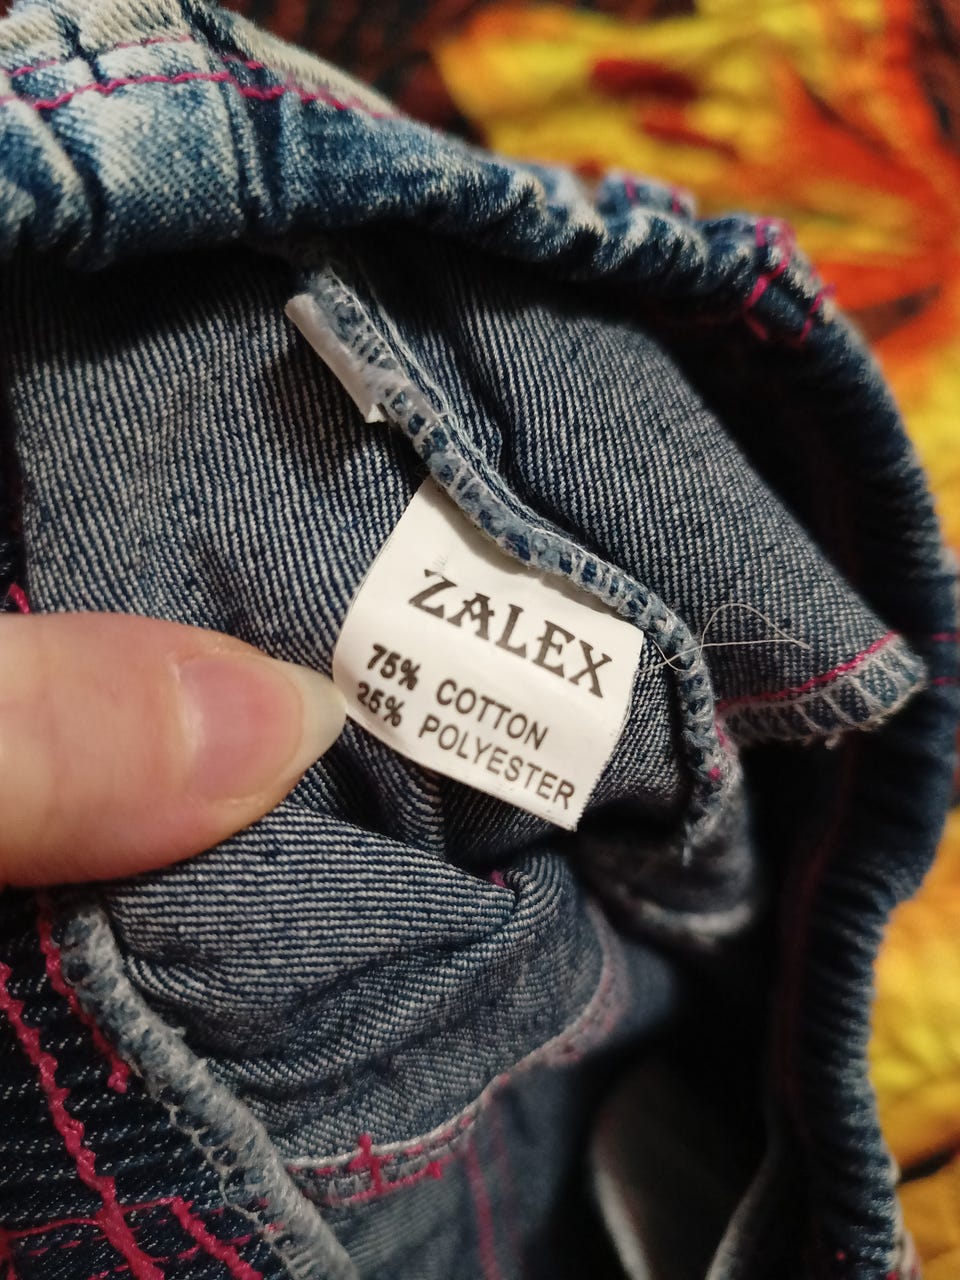 ZALEX
75% COTTON
25% POLYESTER